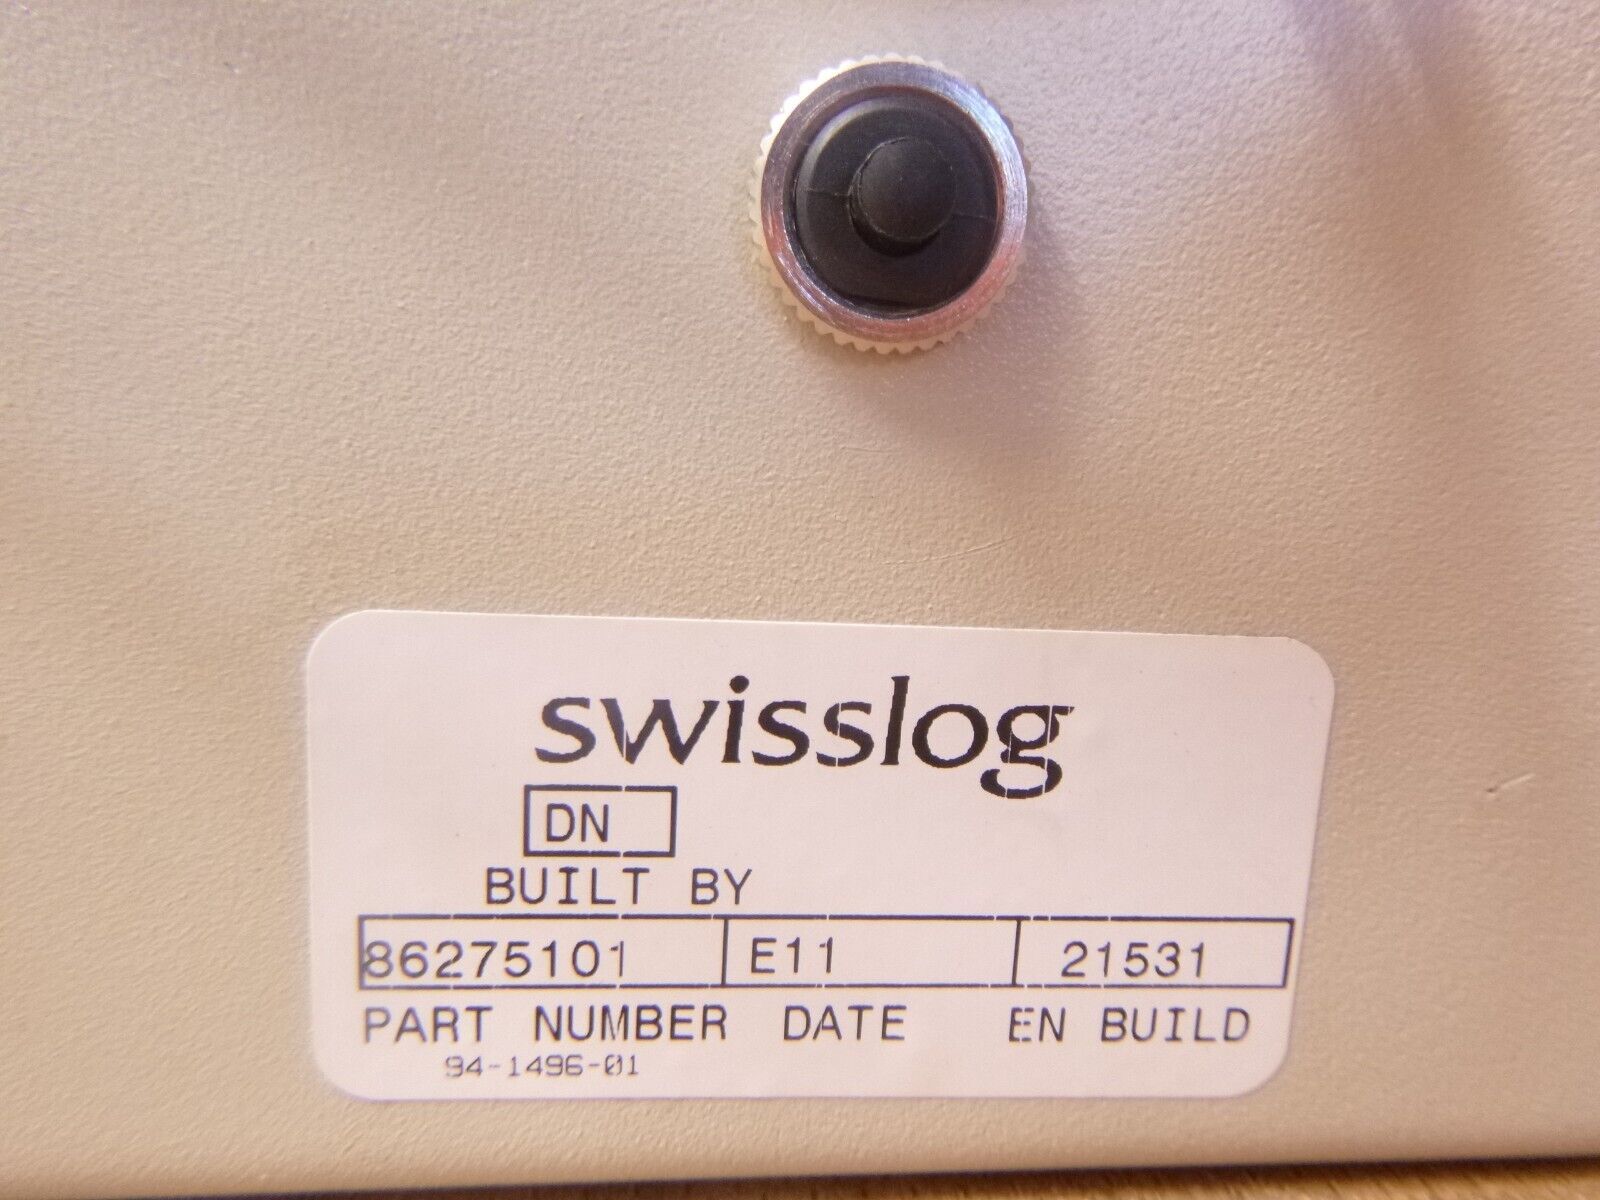 swisslog
DN
BUILT BY
86275101 E11 21531
PART NUMBER DATE EN BUILD
94-1496-01